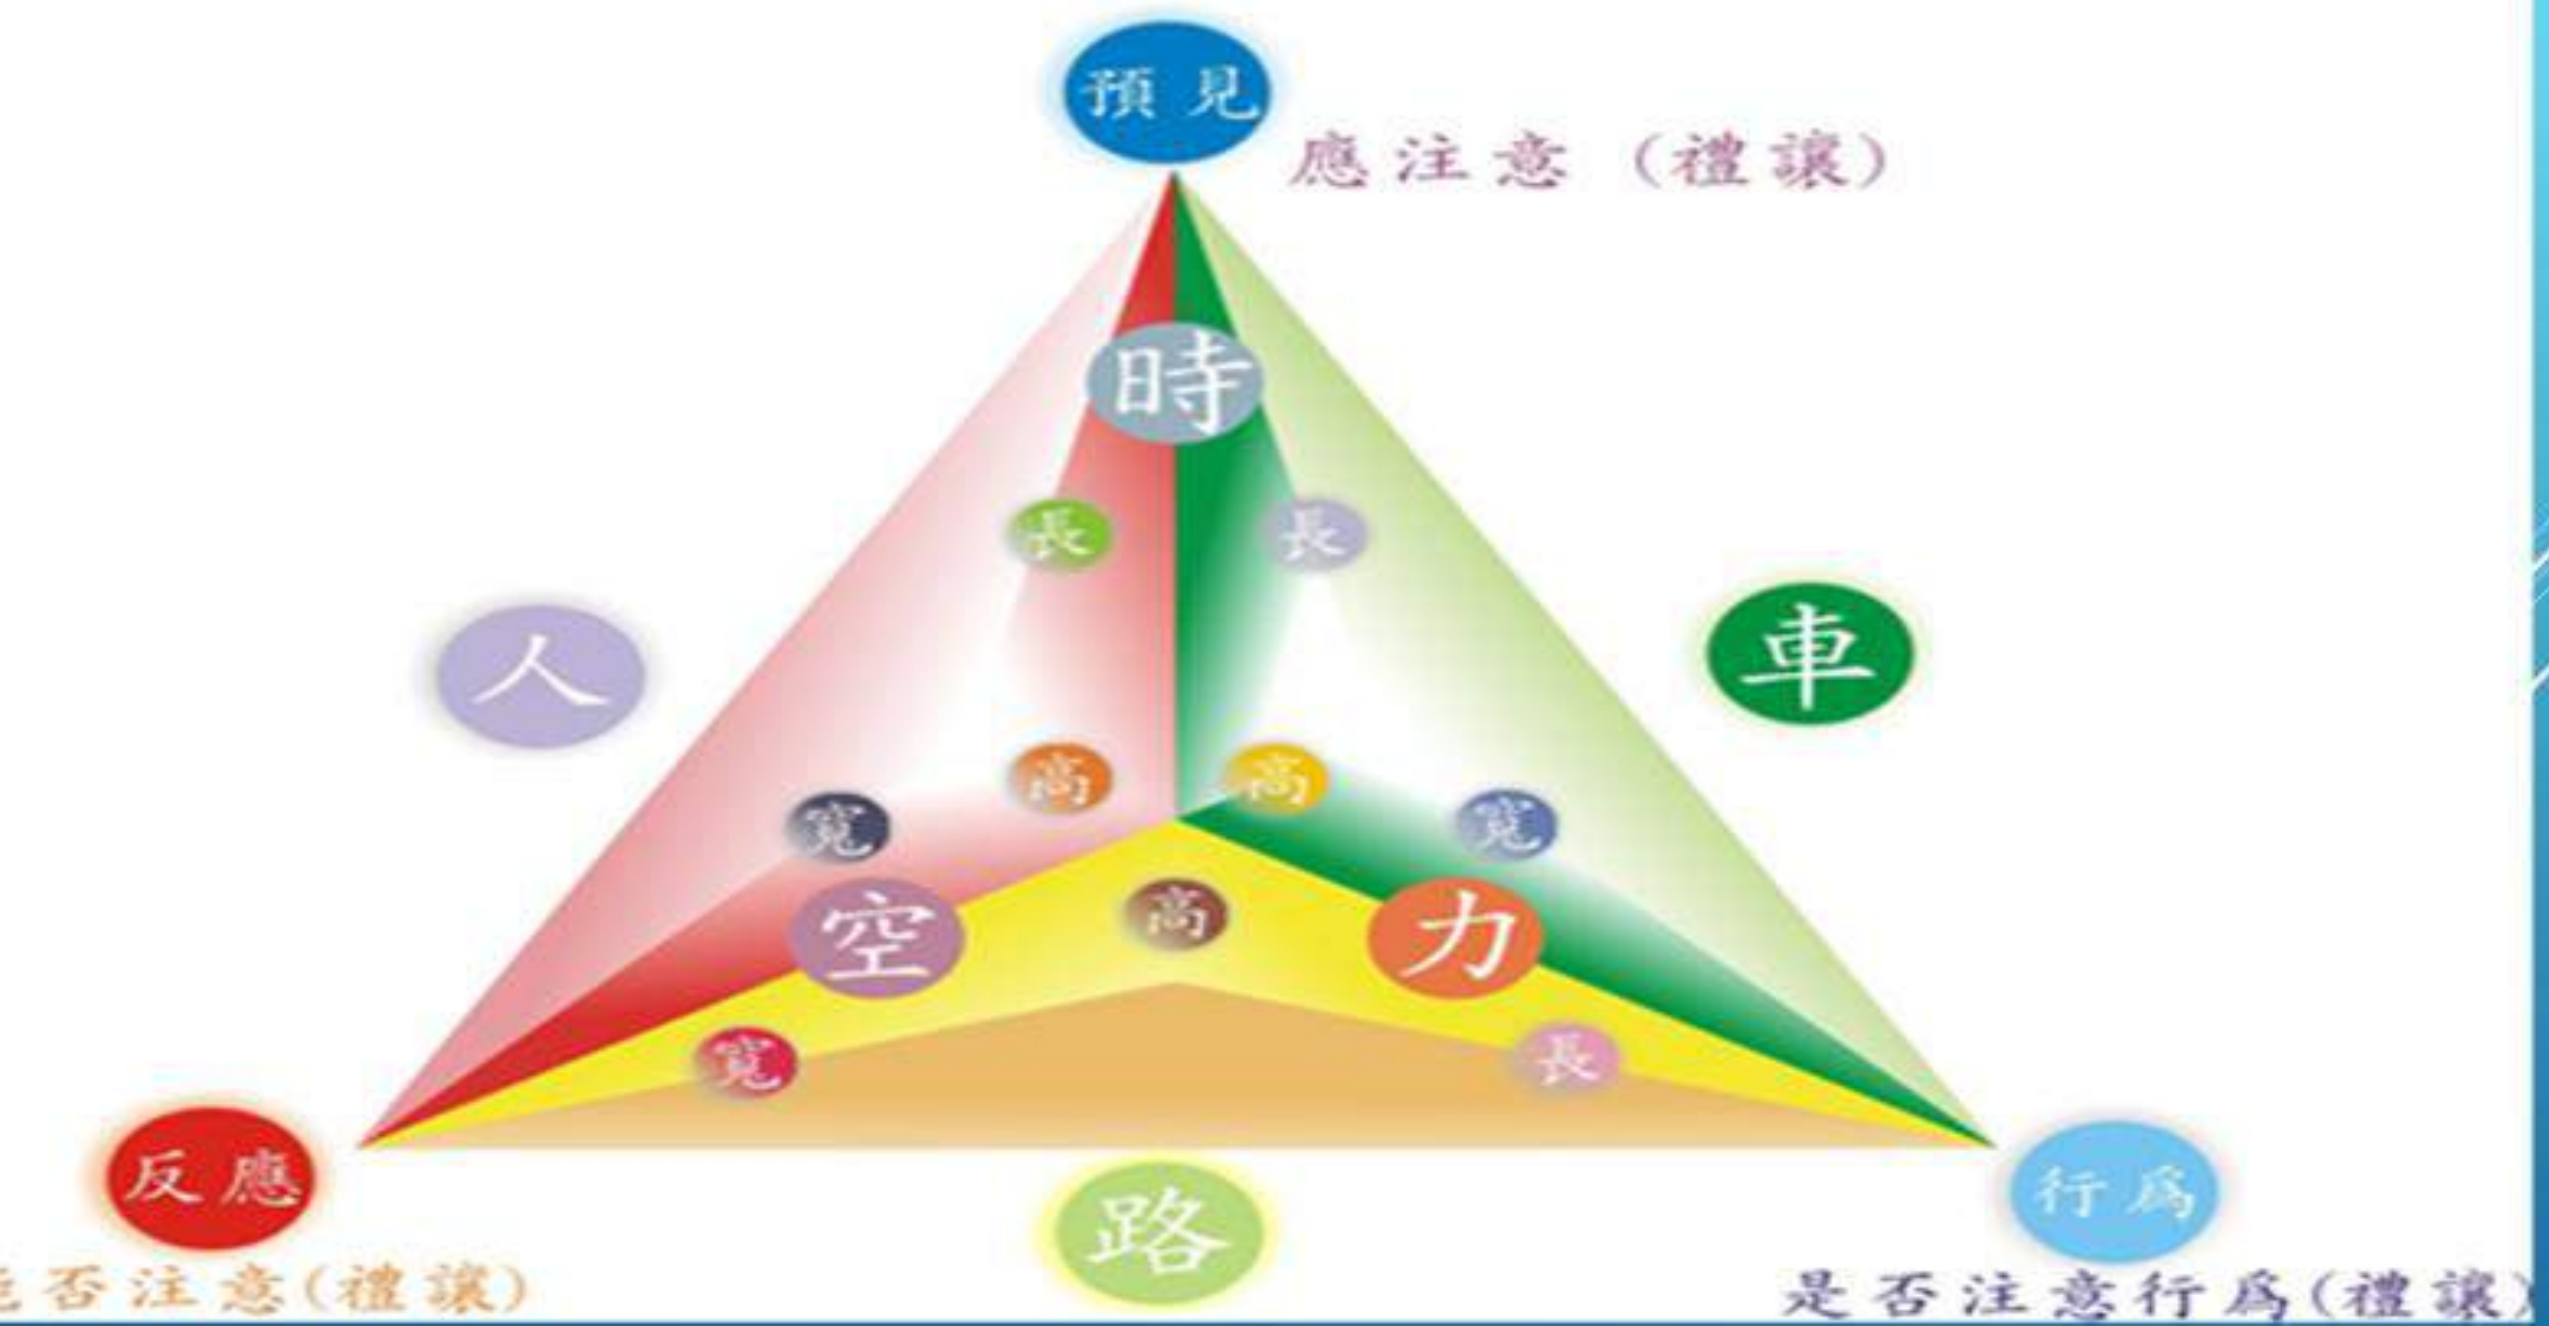 預見
應注意（禮讓）
時
長
長
人
車
高
高
寬
寬
空
高
力
寬
長
反應
路
行爲
否注意(禮讓)
是否注意行爲(禮讓)